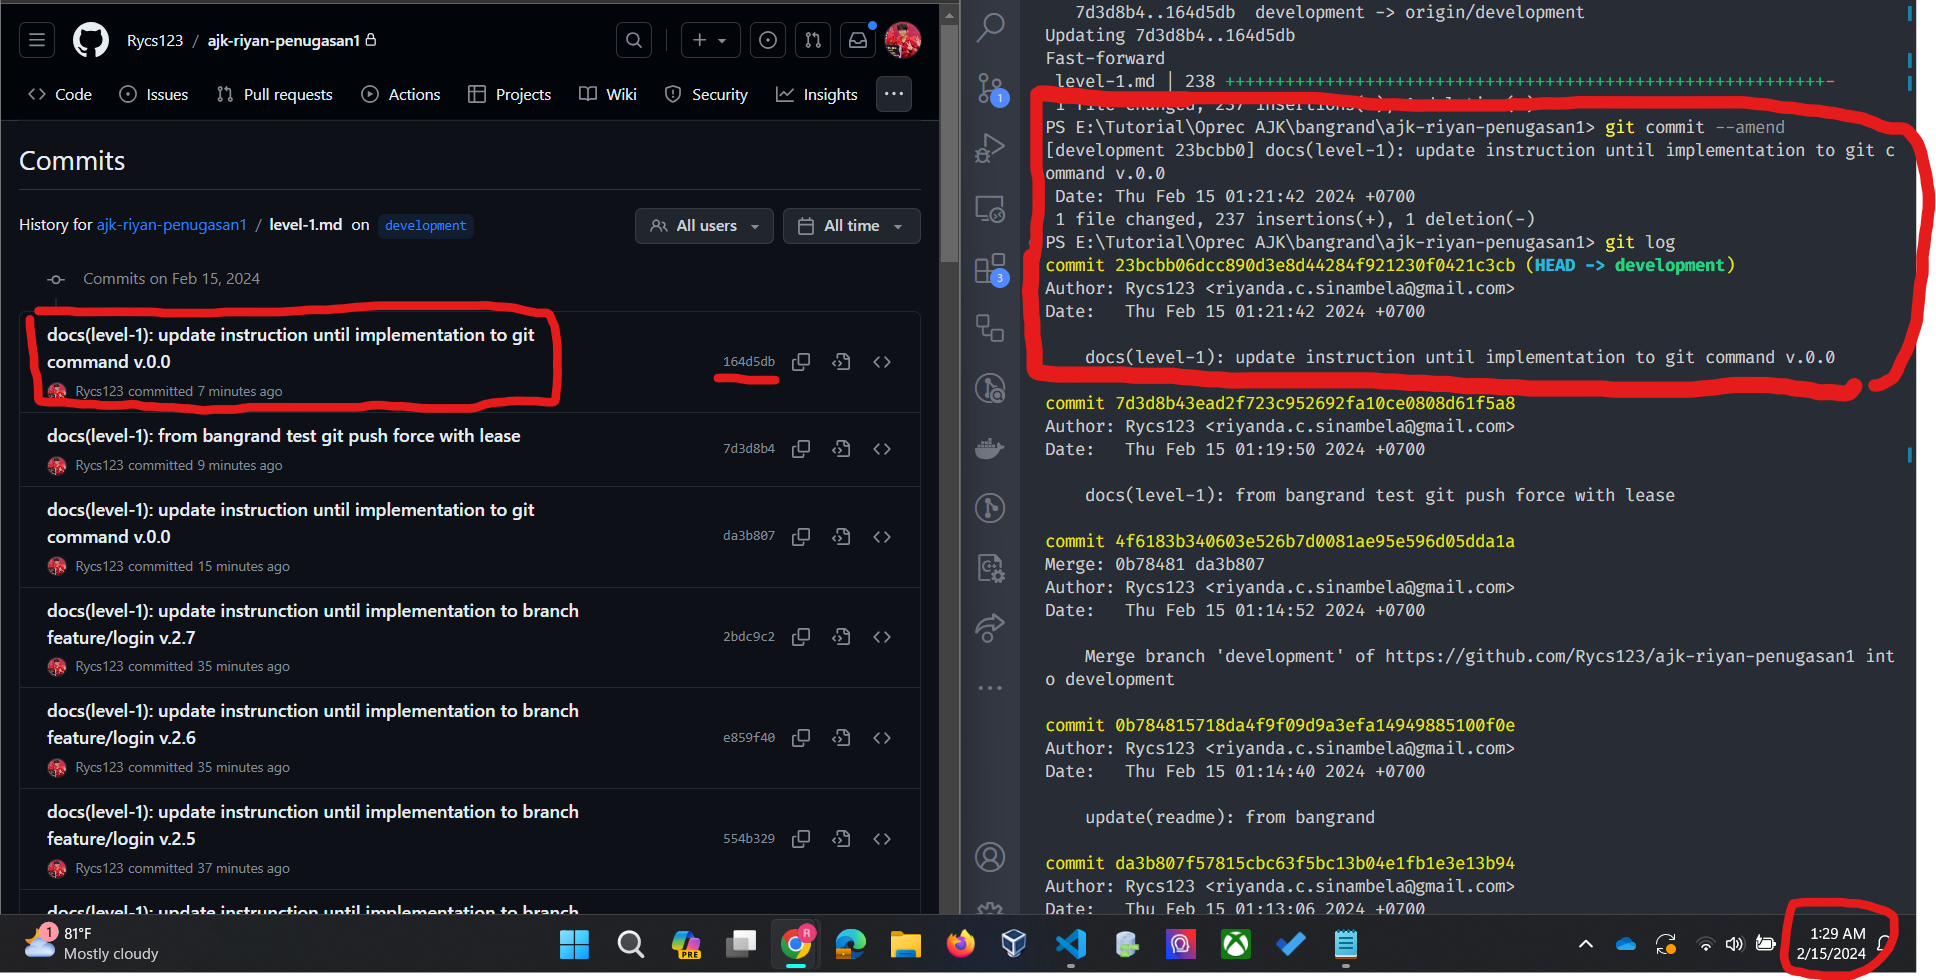 Rycs123 / ajk-riyan-penugasan1
Code Issues Pull requests Actions Projects Wiki Security Insights
Commits
History for ajk-riyan-penugasan1 / level-1.md on development
All users
All time
Commits on Feb 15, 2024
docs(level-1): update instruction until implementation to git
command v.0.0
164d5db
Rycs123 committed 7 minutes ago
docs(level-1): from bangrand test git push force with lease
7d3d8b4
Rycs123 committed 9 minutes ago
docs(level-1): update instruction until implementation to git
command v.0.0
da3b807
Rycs123 committed 15 minutes ago
docs(level-1): update instrunction until implementation to branch
feature/login v.2.7
2bdc9c2
Rycs123 committed 35 minutes ago
docs(level-1): update instrunction until implementation to branch
feature/login v.2.6
e859f40
Rycs123 committed 35 minutes ago
docs(level-1): update instrunction until implementation to branch
feature/login v.2.5
554b329
Rycs123 committed 37 minutes ago
docs(level-1): update instrunction until implementation to branch
1
3
7d3d8b4..164d5db development -> origin/development
Updating 7d3d8b4..164d5db
Fast-forward
level-1.md | 238 ++++++++++++++++++++++++++++++++++++++++++++++++++++++++++++-
1 file changed, 237 insertions(+), 1 deletion(-)
PS E:\Tutorial\Oprec AJK\bangrand\ajk-riyan-penugasan1> git commit --amend
[development 23bcbb0] docs(level-1): update instruction until implementation to git c
ommand v.0.0
Date: Thu Feb 15 01:21:42 2024 +0700
1 file changed, 237 insertions(+), 1 deletion(-)
PS E:\Tutorial\Oprec AJK\bangrand\ajk-riyan-penugasan1> git log
commit 23bcbb06dcc890d3e8d44284f921230f0421c3cb (HEAD -> development)
Author: Rycs123 <riyanda.c.sinambela@gmail.com>
Date: Thu Feb 15 01:21:42 2024 +0700
docs(level-1): update instruction until implementation to git command v.0.0
commit 7d3d8b43ead2f723c952692fa10ce0808d61f5a8
Author: Rycs123 <riyanda.c.sinambela@gmail.com>
Date: Thu Feb 15 01:19:50 2024 +0700
docs(level-1): from bangrand test git push force with lease
commit 4f6183b340603e526b7d0081ae95e596d05dda1a
Merge: 0b78481 da3b807
Author: Rycs123 <riyanda.c.sinambela@gmail.com>
Date: Thu Feb 15 01:14:52 2024 +0700
Merge branch 'development' of https://github.com/Rycs123/ajk-riyan-penugasan1 int
o development
commit 0b784815718da4f9f09d9a3efa14949885100f0e
Author: Rycs123 <riyanda.c.sinambela@gmail.com>
Date: Thu Feb 15 01:14:40 2024 +0700
update(readme): from bangrand
commit da3b807f57815cbc63f5bc13b04e1fb1e3e13b94
Author: Rycs123 <riyanda.c.sinambela@gmail.com>
Date: Thu Feb 15 01:13:06 2024 +0700
1
81°F
Mostly cloudy
PRE
R
1:29 AM
2/15/2024